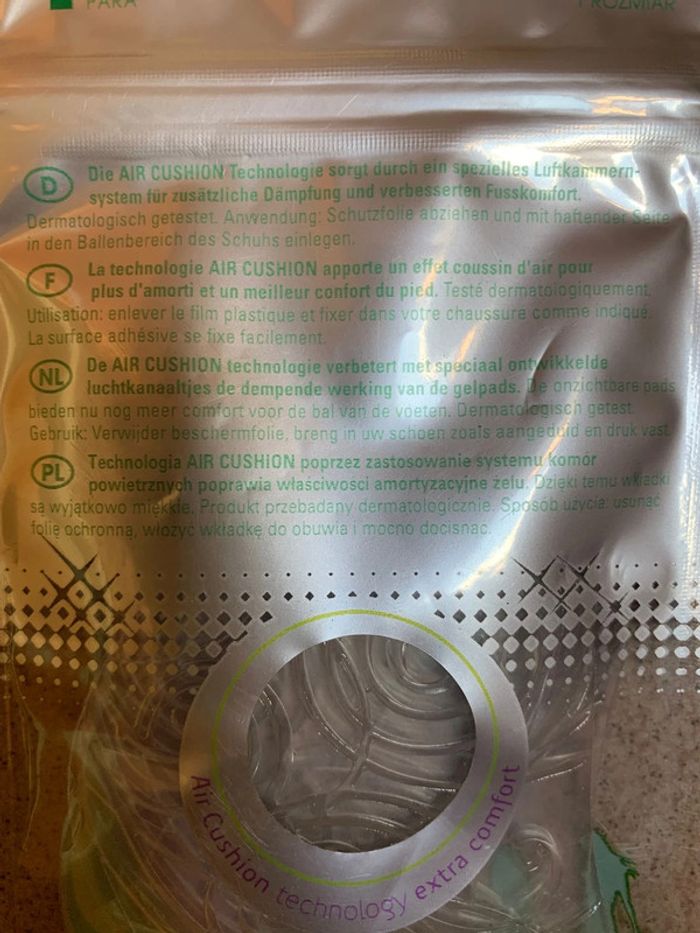 PARA
PROZMIAR
D
Die AIR CUSHION Technologie sorgt durch ein spezielles Luftkammern-
system für zusätzliche Dämpfung und verbesserten Fusskomfort.
Dermatologisch getestet. Anwendung: Schutzfolie abziehen und mit haftender Seite
in den Ballenbereich des Schuhs einlegen.
F
La technologie AIR CUSHION apporte un effet coussin d'air pour
plus d'amorti et un meilleur confort du pied. Testé dermatologiquement.
Utilisation: enlever le film plastique et fixer dans votre chaussure comme indiqué.
La surface adhésive se fixe facilement.
NL
De AIR CUSHION technologie verbetert met speciaal ontwikkelde
luchtkanaaltjes de dempende werking van de gelpads. De onzichtbare pads
bieden nu nog meer comfort voor de bal van de voeten. Dermatologisch getest.
Gebruik: Verwijder beschermfolie, breng in uw schoen zoals aangeduid en druk vast.
PL
Technologia AIR CUSHION poprzez zastosowanie systemu komór
powietrznych poprawia właściwości amortyzacyjne żelu. Dzięki temu wkładki
są wyjątkowo miękkie. Produkt przebadany dermatologicznie. Sposób użycia: usunąć
folię ochronną, włożyć wkładkę do obuwia i mocno docisnąć.
Air Cushion technology extra comfort